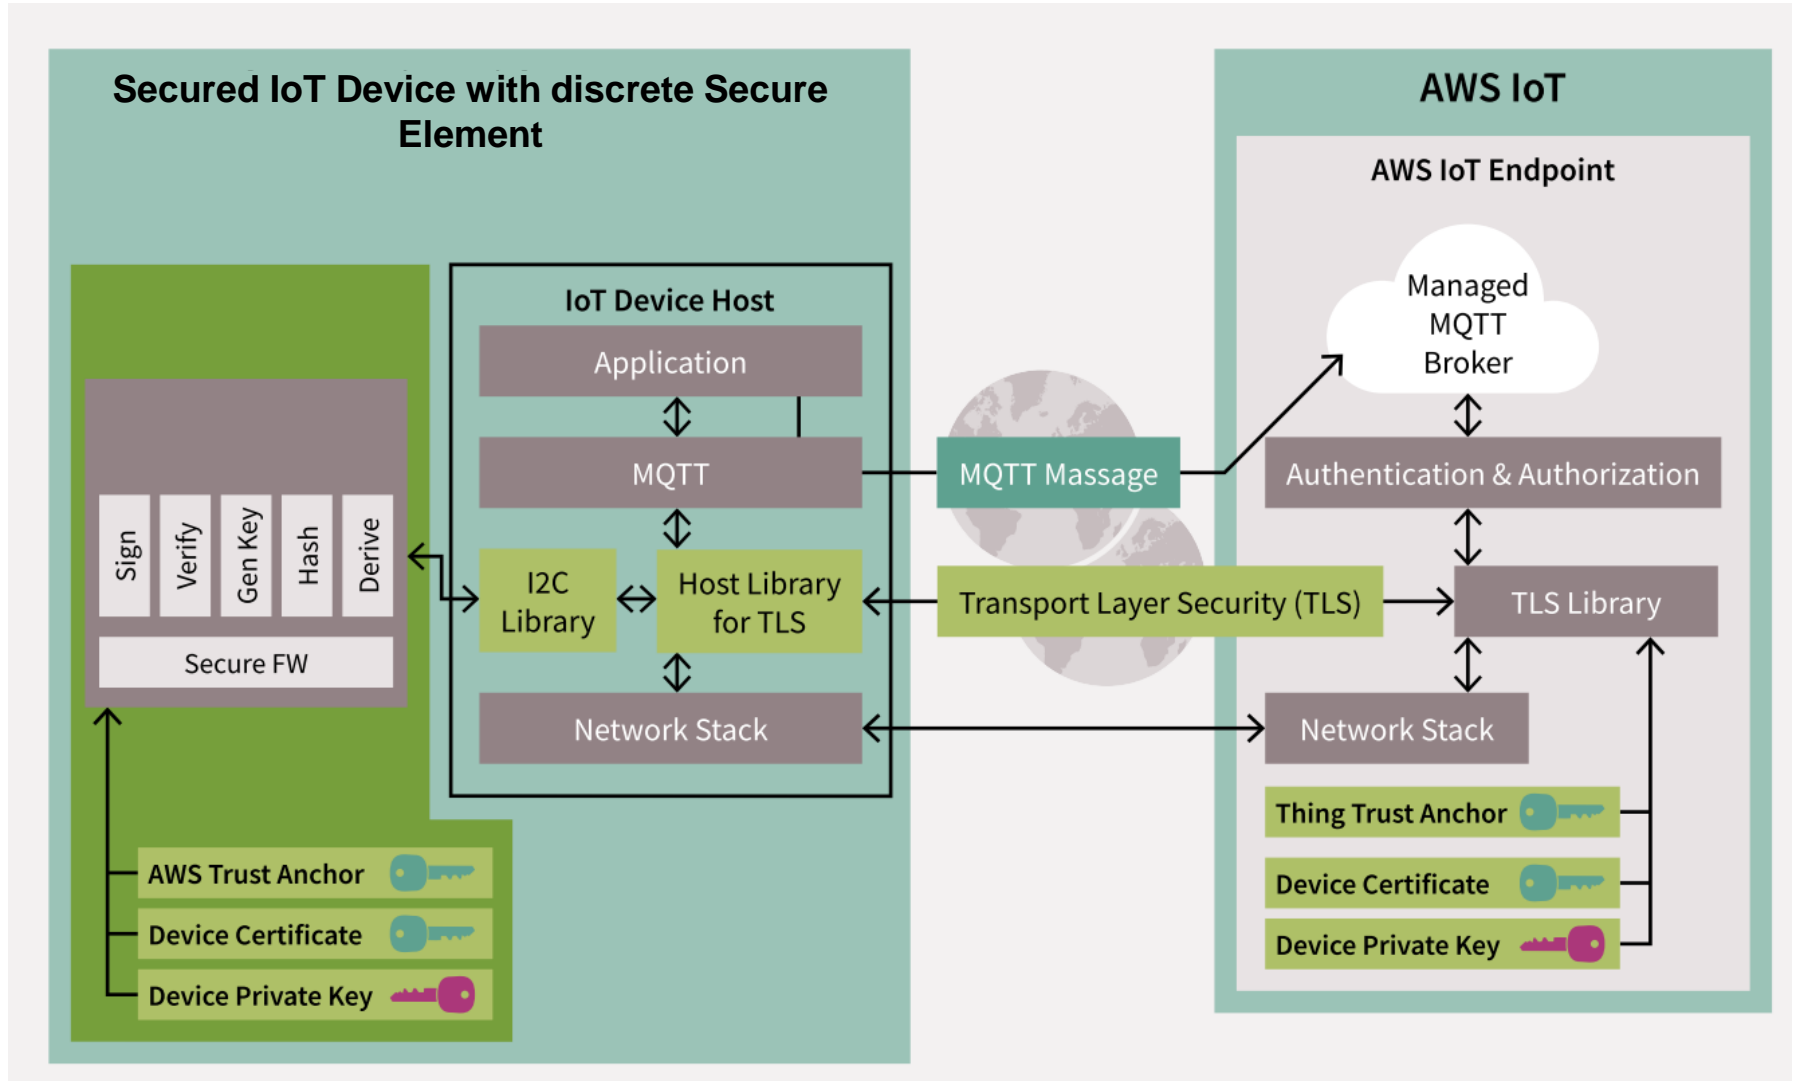 Secured IoT Device with discrete Secure
Element
IoT Device Host
Application
MQTT
I2C
Library
Host Library
for TLS
Network Stack
Sign
Verify
Gen Key
Hash
Derive
Secure FW
AWS Trust Anchor
Device Certificate
Device Private Key
MQTT Massage
Transport Layer Security (TLS)
AWS IoT
AWS IoT Endpoint
Managed
MQTT
Broker
Authentication & Authorization
TLS Library
Network Stack
Thing Trust Anchor
Device Certificate
Device Private Key